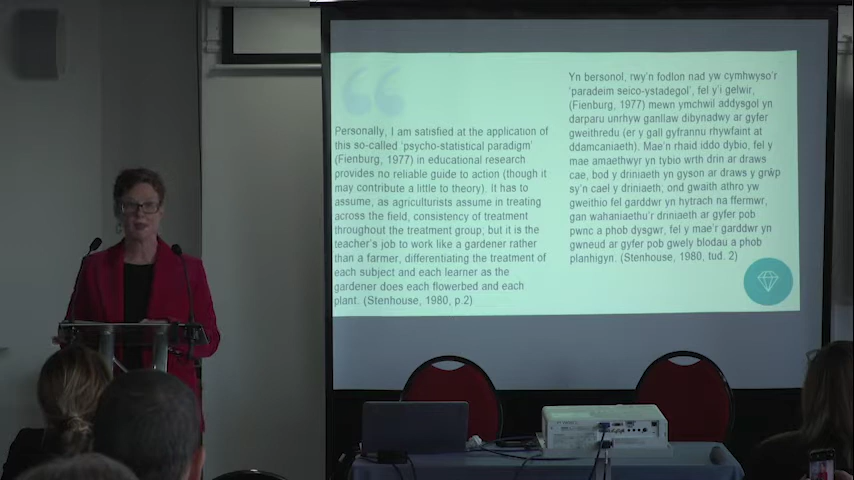 Personally, I am satisfied at the application of
this so-called 'psycho-statistical paradigm'
(Fienburg, 1977) in educational research
provides no reliable guide to action (though it
may contribute a little to theory). It has to
assume, as agriculturists assume in treating
across the field, consistency of treatment
throughout the treatment group, but it is the
teacher's job to work like a gardener rather
than a farmer, differentiating the treatment of
each subject and each learner as the
gardener does each flowerbed and each
plant. (Stenhouse, 1980, p.2)
Yn bersonol, rwy'n fodlon nad yw cymhwyso'r
'paradeim seico-ystadegol', fel y'i gelwir,
(Fienburg, 1977) mewn ymchwil addysgol yn
darparu unrhyw ganllaw dibynadwy ar gyfer
gweithredu (er y gall gyfrannu rhywfaint at
ddamcaniaeth). Mae'n rhaid iddo dybio, fel y
mae amaethwyr yn tybio wrth drin ar draws
cae, bod y driniaeth yn gyson ar draws y grŵp
sy'n cael y driniaeth, ond gwaith athro yw
gweithio fel garddwr yn hytrach na ffermwr,
gan wahaniaethu'r driniaeth ar gyfer pob
pwnc a phob dysgwr, fel y mae'r garddwr yn
gwneud ar gyfer pob gwely blodau a phob
planhigyn. (Stenhouse, 1980, tud. 2)